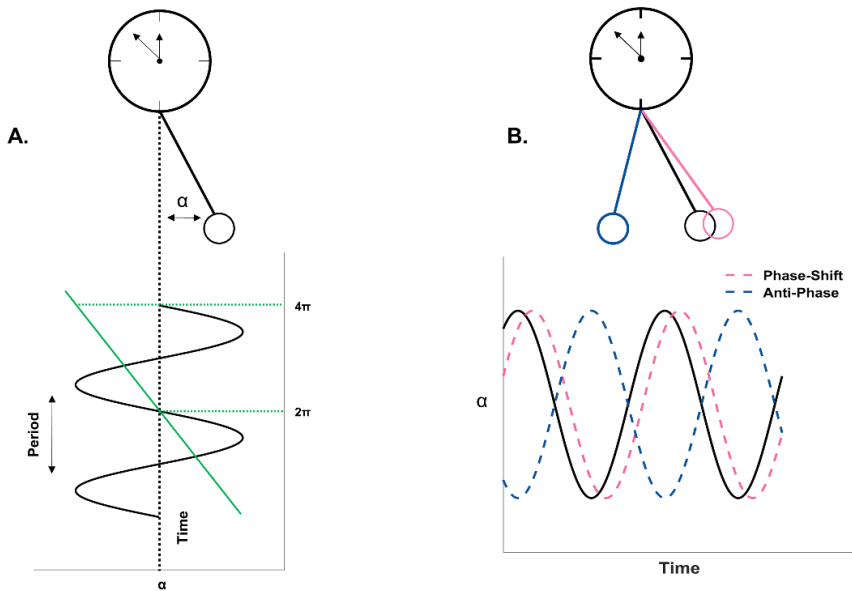 A.
α
4π
2π
Period
Time
α
B.
Phase-Shift
Anti-Phase
α
Time